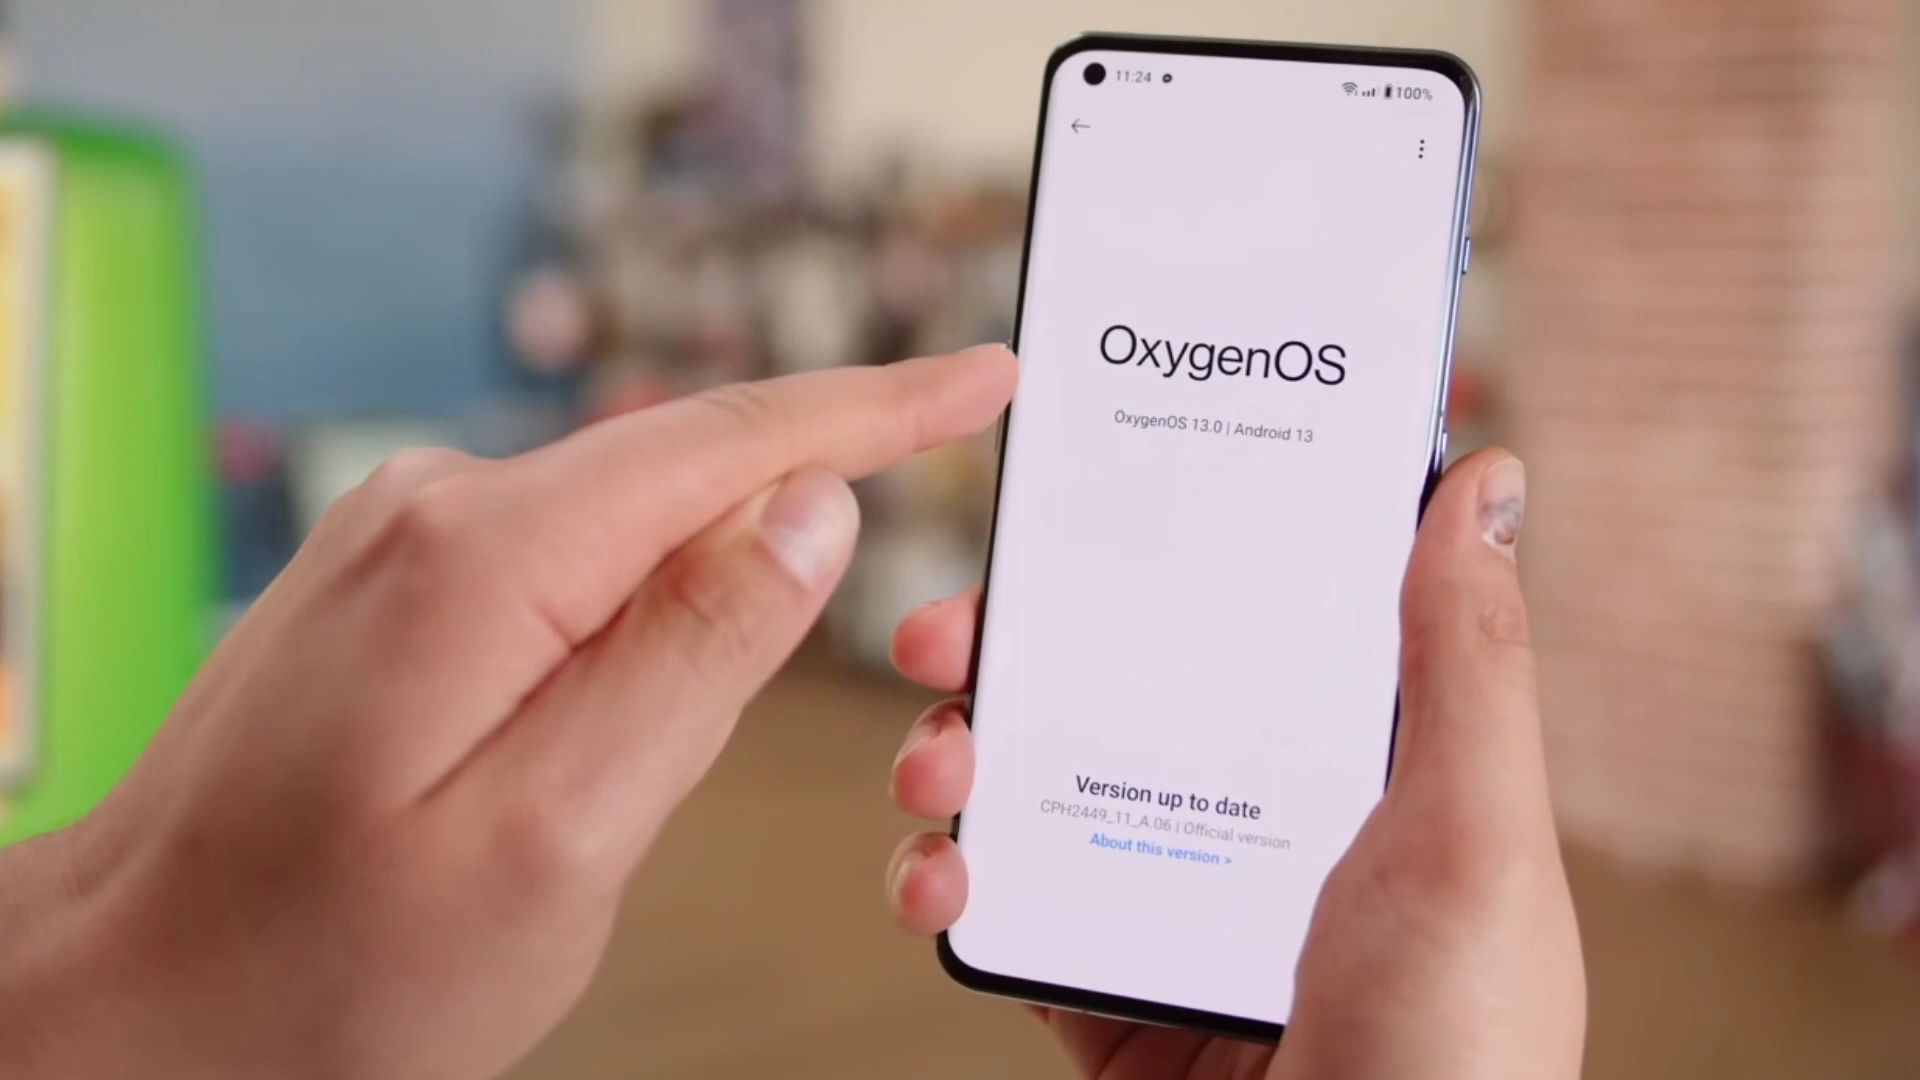 11:24
100%
OxygenOS
OxygenOS 13.0 | Android 13
Version up to date
CPH2449_11_A.06 | Official version
About this version >